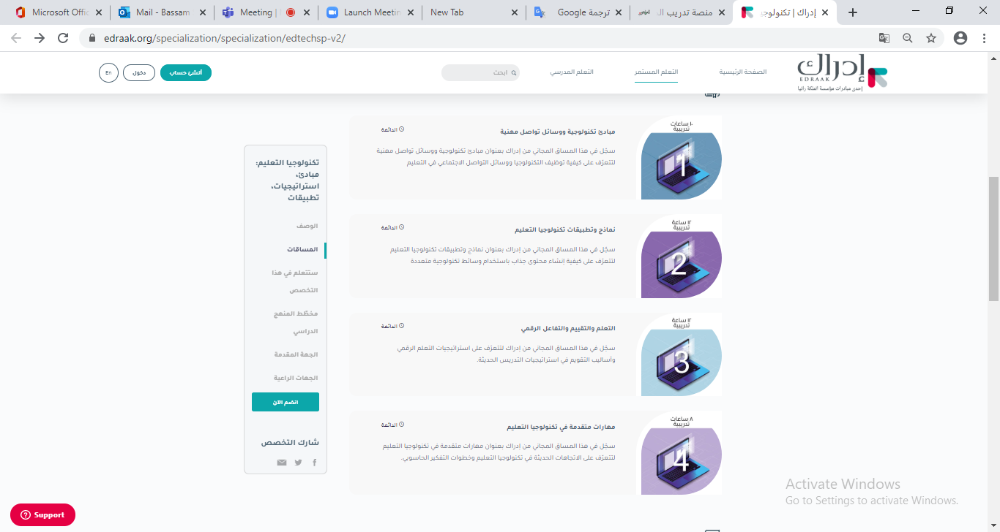 Microsoft Offic
Mail - Bassam
Meeting |
Launch Meetin
New Tab
ترجمة Google
منصة تدريب ال
إدراك | تكنولوجي
edraak.org/specialization/specialization/edtechsp-v2/
إدراك
EDRAAK
إحدى مبادرات مؤسسة الملكة رانيا
الصفحة الرئيسية
التعلم المستمر
التعلم المدرسي
ابحث
أنشئ حساب
دخول
En
١٠ ساعات
تدريبية
1
مبادئ تكنولوجية ووسائل تواصل مهنية
الدائمة
سجّل في هذا المساق المجاني من إدراك بعنوان مبادئ تكنولوجية ووسائل تواصل مهنية
لتتعرّف على كيفية توظيف التكنولوجيا ووسائل التواصل الاجتماعي في التعليم
١٢ ساعة
تدريبية
2
نماذج وتطبيقات تكنولوجيا التعليم
الدائمة
سجّل في هذا المساق المجاني من إدراك بعنوان نماذج وتطبيقات تكنولوجيا التعليم
لتتعرّف على كيفية إنشاء محتوى جذاب باستخدام وسائط تكنولوجية متعددة
١٢ ساعة
تدريبية
3
التعلم والتقييم والتفاعل الرقمي
الدائمة
سجّل في هذا المساق المجاني من إدراك لتتعرّف على استراتيجيات التعلم الرقمي
وأساليب التقويم في استراتيجيات التدريس الحديثة.
٨ ساعات
تدريبية
4
مهارات متقدمة في تكنولوجيا التعليم
الدائمة
سجّل في هذا المساق المجاني من إدراك بعنوان مهارات متقدمة في تكنولوجيا التعليم
لتتعرّف على الاتجاهات الحديثة في تكنولوجيا التعليم وخطوات التفكير الحاسوبي.
تكنولوجيا التعليم:
مبادئ،
استراتيجيات،
تطبيقات
الوصف
المساقات
ستتعلم في هذا
التخصص
مخطّط المنهج
الدراسي
الجهة المقدمة
الجهات الراعية
انضم الآن
شارك التخصص
Support
Activate Windows
Go to Settings to activate Windows.